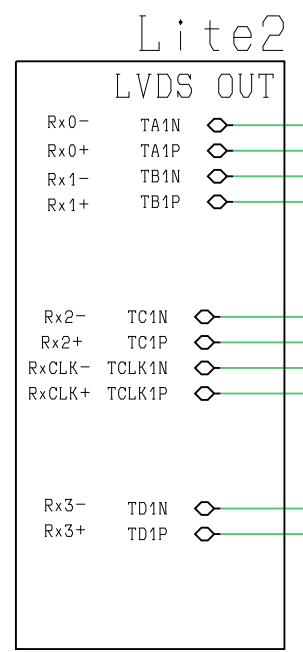 Lite2
LVDS OUT
Rx0- TA1N
Rx0+ TA1P
Rx1- TB1N
Rx1+ TB1P
Rx2- TC1N
Rx2+ TC1P
RxCLK- TCLK1N
RxCLK+ TCLK1P
Rx3- TD1N
Rx3+ TD1P